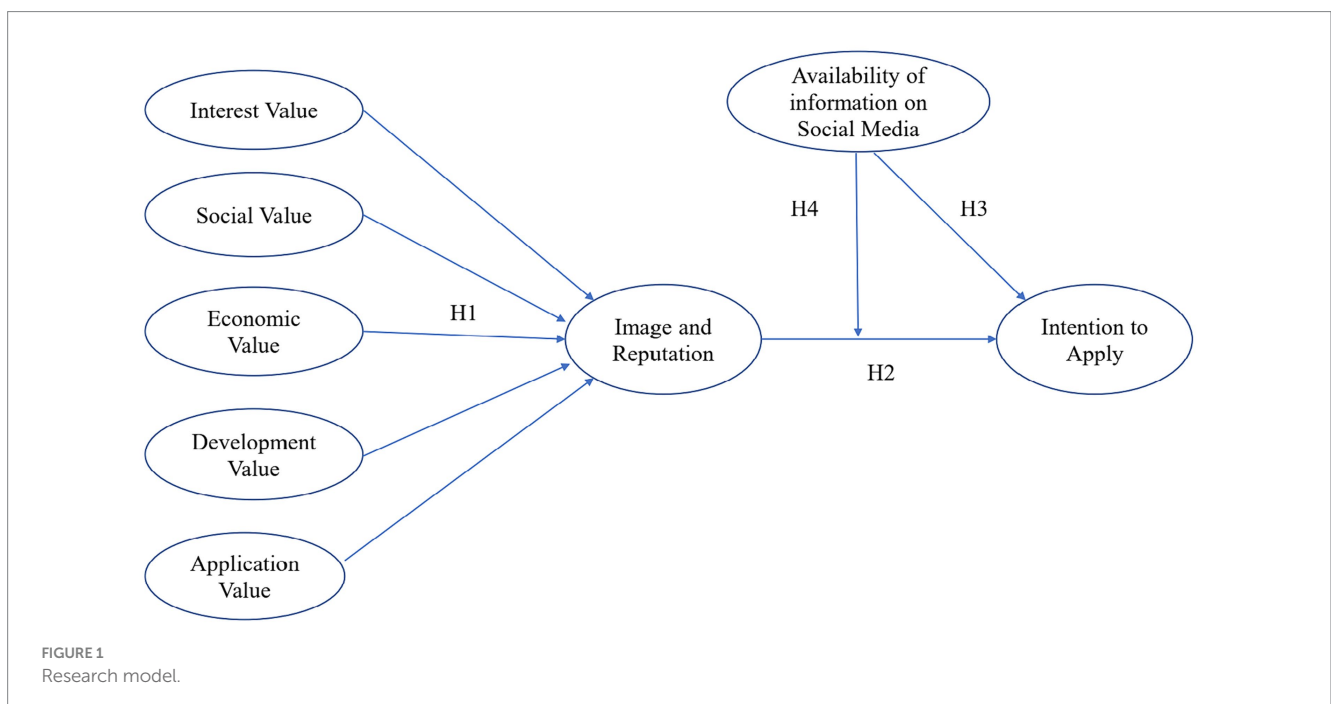 Interest Value
Social Value
Economic
Value
Development
Value
Application
Value
H1
Image and
Reputation
Availability of
information on
Social Media
H4
H3
H2
Intention to
Apply
FIGURE 1
Research model.